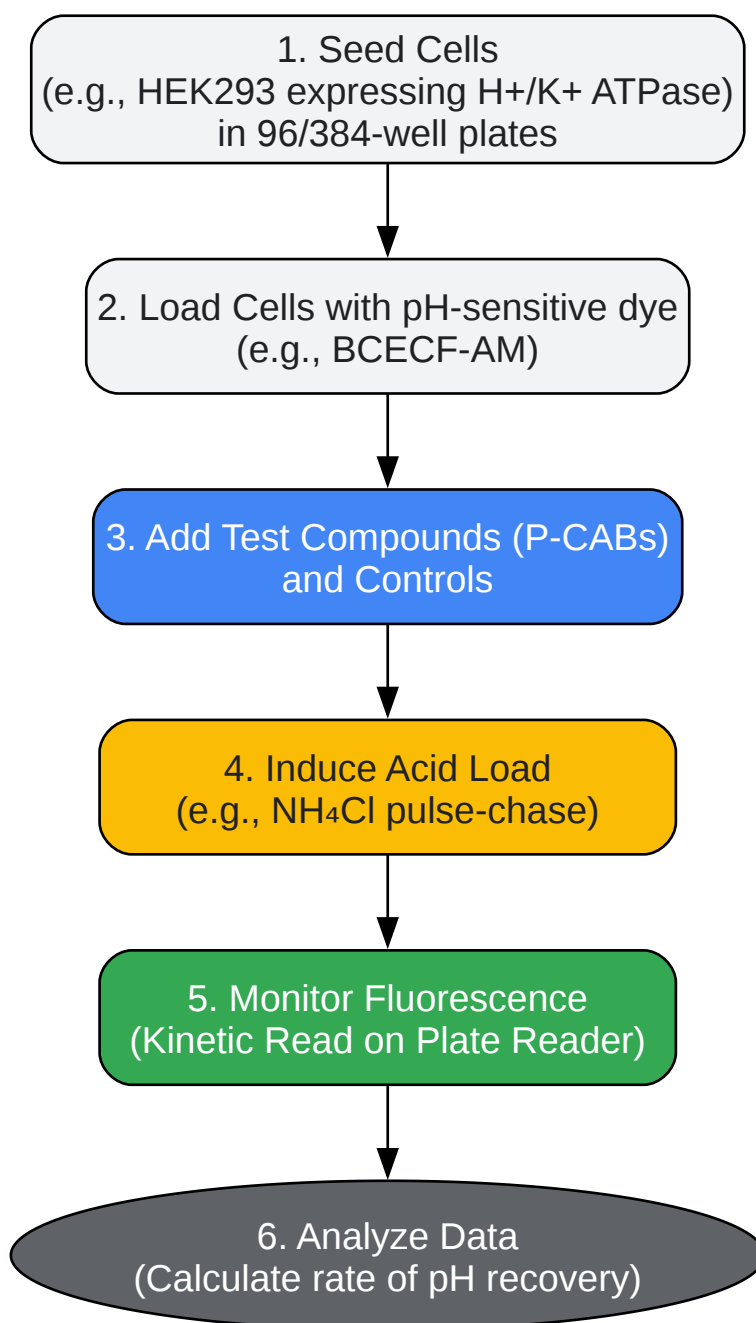 1. Seed Cells
(e.g., HEK293 expressing H+/K+ ATPase)
in 96/384-well plates
2. Load Cells with pH-sensitive dye
(e.g., BCECF-AM)
3. Add Test Compounds (P-CABs)
and Controls
4. Induce Acid Load
(e.g., NH₄Cl pulse-chase)
5. Monitor Fluorescence
(Kinetic Read on Plate Reader)
6. Analyze Data
(Calculate rate of pH recovery)